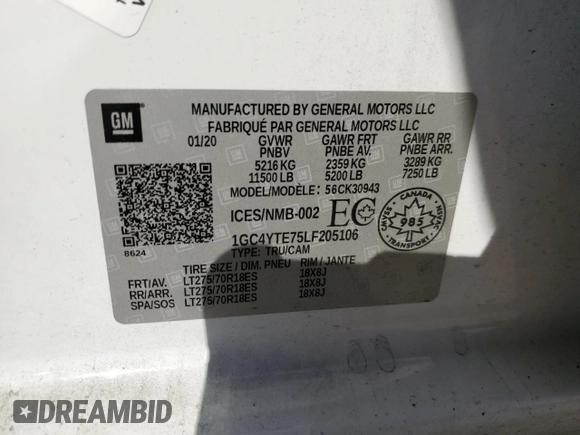 GM
MANUFACTURED BY GENERAL MOTORS LLC
FABRIQUÉ PAR GENERAL MOTORS LLC
01/20 GVWR GAWR FRT GAWR RR
PNBV PNBE AV. PNBE ARR.
5216 KG 2359 KG 3289 KG
11500 LB 5200 LB 7250 LB
MODEL/MODÈLE: 56CK30943
ICES/NMB-002 EC
CANADA
985
CMVSS NSVAC
8624
1GC4YTE75LF205106
TYPE: TRU/CAM
TIRE SIZE / DIM. PNEU RIM / JANTE
FRT/AV. LT275/70R18ES 18X8J
RR/ARR. LT275/70R18ES 18X8J
SPA/SOS LT275/70R18ES 18X8J
DREAMBID